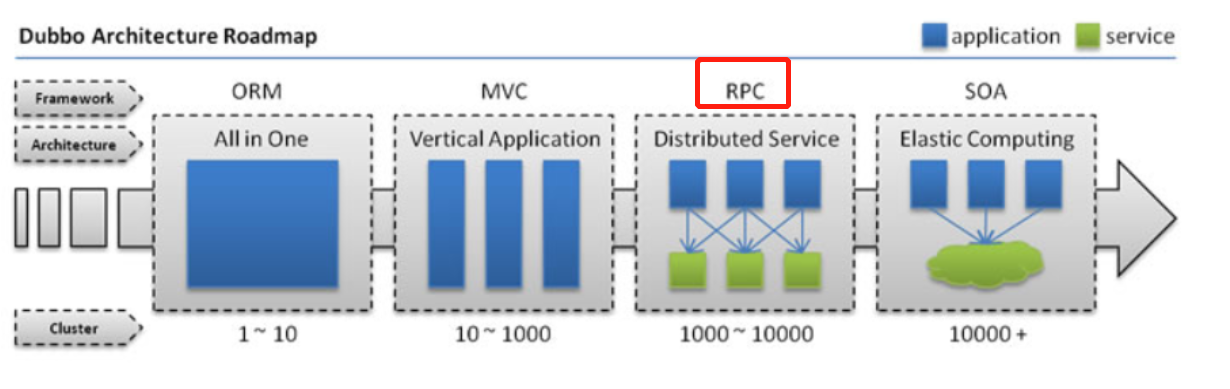 Dubbo Architecture Roadmap
application
service
Framework
ORM
MVC
RPC
SOA
Architecture
All in One
Vertical Application
Distributed Service
Elastic Computing
Cluster
1 ~ 10
10 ~ 1000
1000 ~ 10000
10000 +